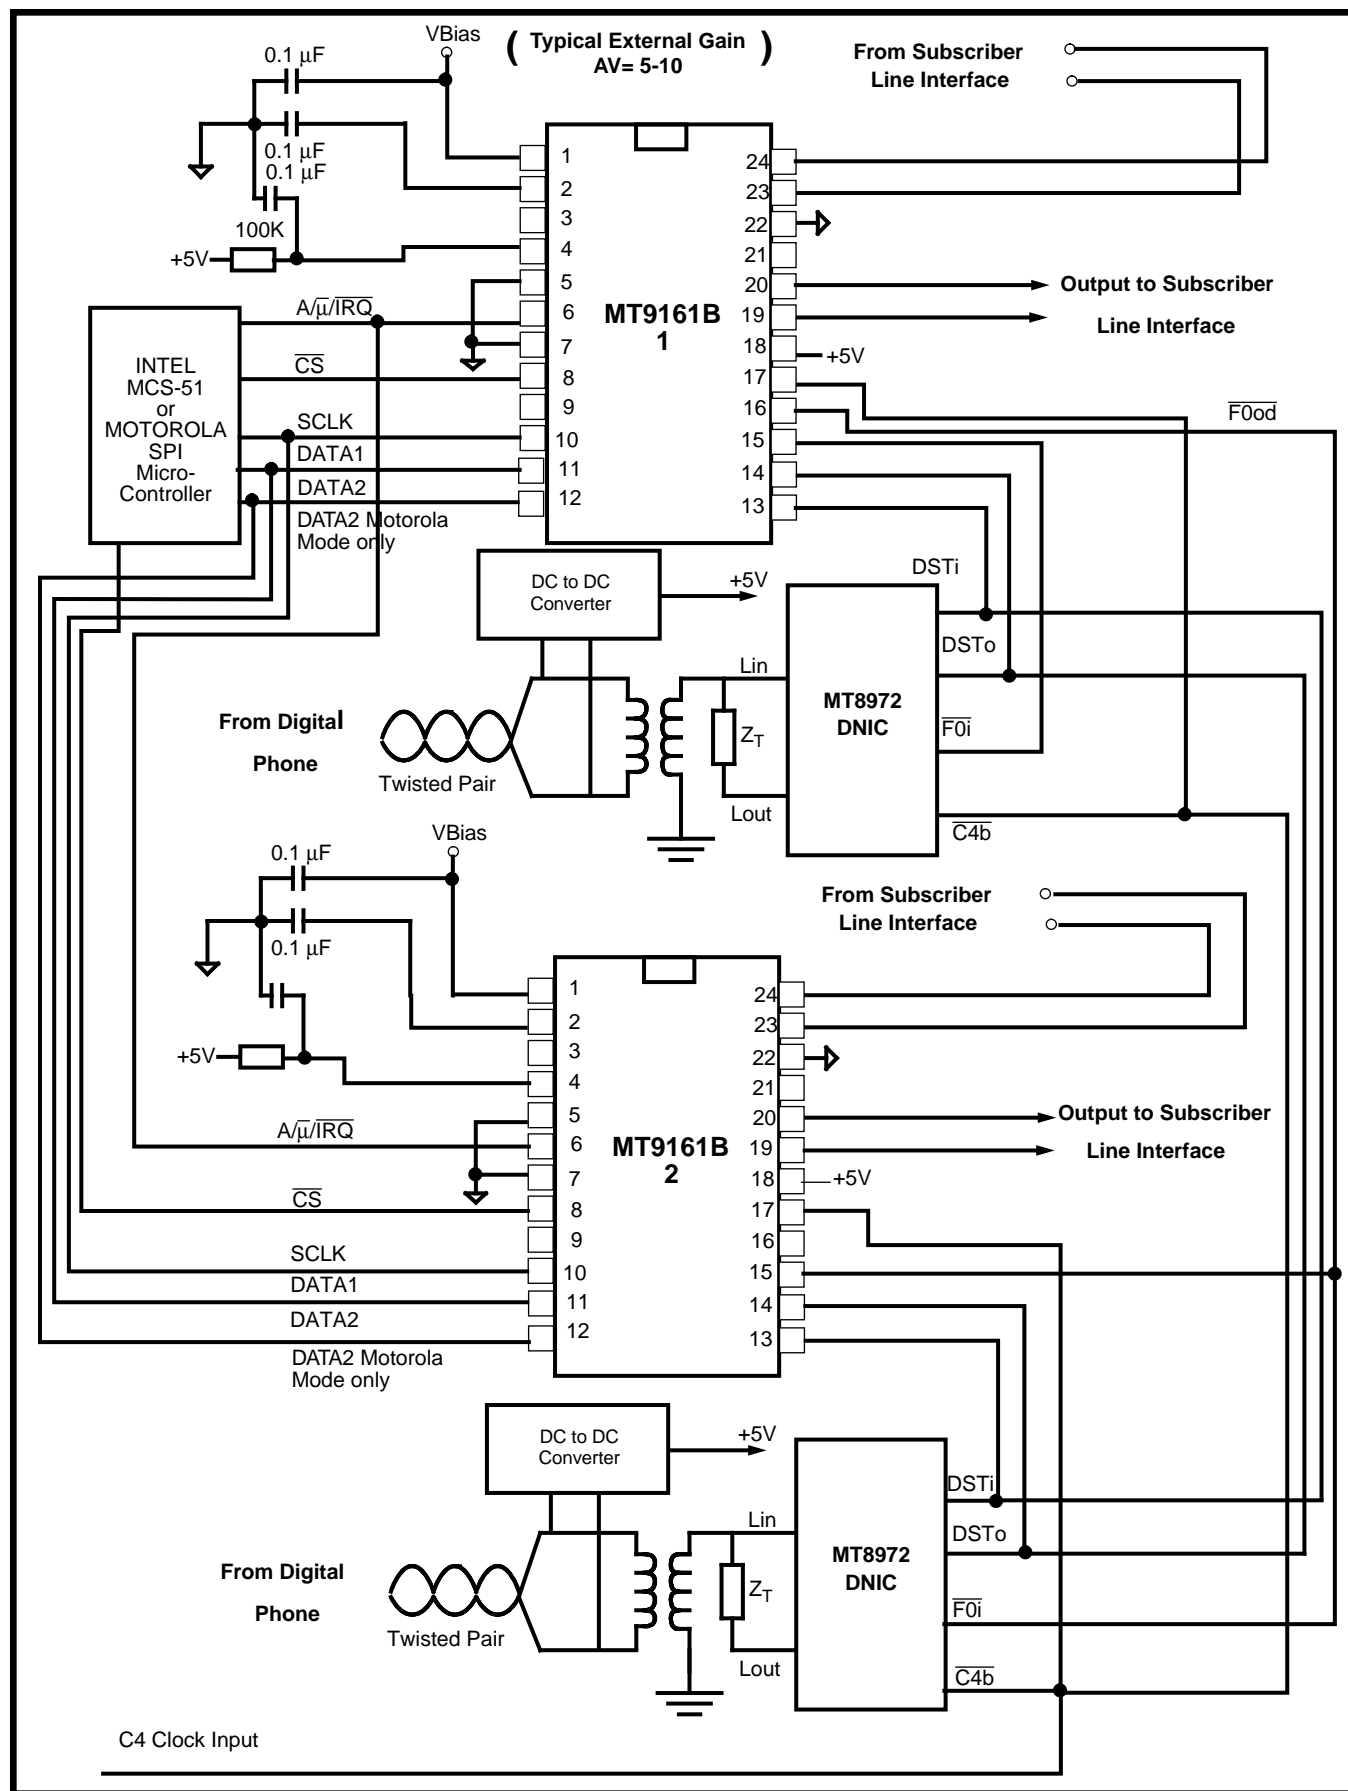 VBias
( Typical External Gain )
AV= 5-10
From Subscriber
Line Interface
0.1 µF
0.1 µF
0.1 µF
100K
+5V
1
2
3
4
5
6
7
8
9
10
11
12
24
23
22
21
20
19
18
17
16
15
14
13
MT9161B
1
+5V
Output to Subscriber
Line Interface
F0od
INTEL
MCS-51
or
MOTOROLA
SPI
Micro-
Controller
A/µ/IRQ
CS
SCLK
DATA1
DATA2
DATA2 Motorola
Mode only
DC to DC
Converter
+5V
DSTi
DSTo
F0i
C4b
MT8972
DNIC
Lin
ZT
Lout
From Digital
Phone
Twisted Pair
VBias
0.1 µF
0.1 µF
+5V
From Subscriber
Line Interface
1
2
3
4
5
6
7
8
9
10
11
12
24
23
22
21
20
19
18
17
16
15
14
13
MT9161B
2
+5V
Output to Subscriber
Line Interface
A/µ/IRQ
CS
SCLK
DATA1
DATA2
DATA2 Motorola
Mode only
DC to DC
Converter
+5V
DSTi
DSTo
F0i
C4b
MT8972
DNIC
Lin
ZT
Lout
From Digital
Phone
Twisted Pair
C4 Clock Input